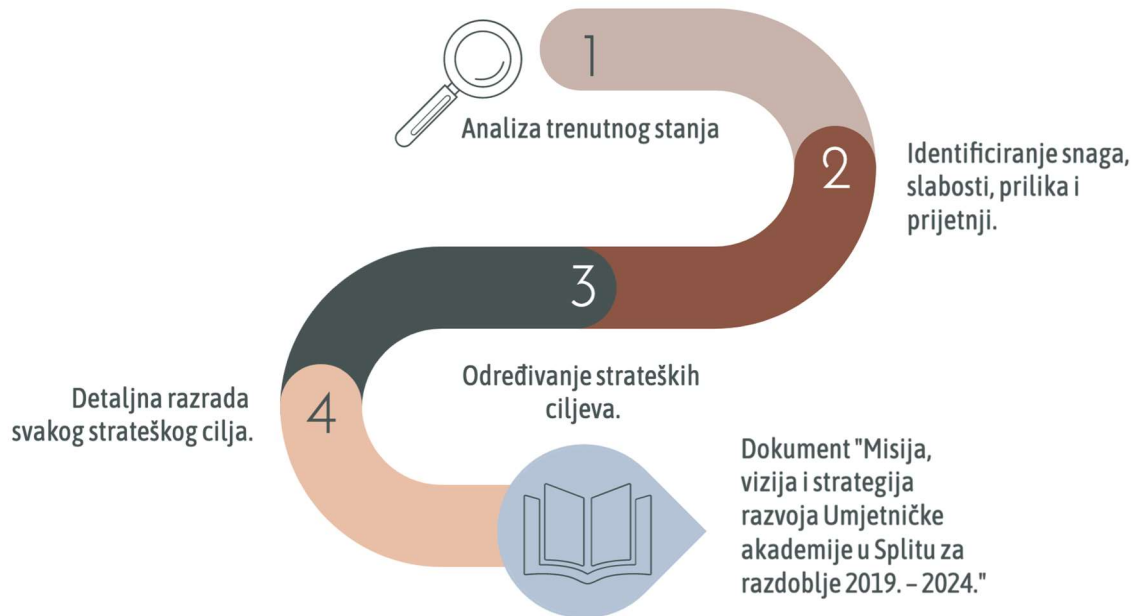 1
Analiza trenutnog stanja
2
Identificiranje snaga,
slabosti, prilika i
prijetnji.
3
Određivanje strateških
ciljeva.
4
Detaljna razrada
svakog strateškog cilja.
Dokument "Misija,
vizija i strategija
razvoja Umjetničke
akademije u Splitu za
razdoblje 2019. – 2024."